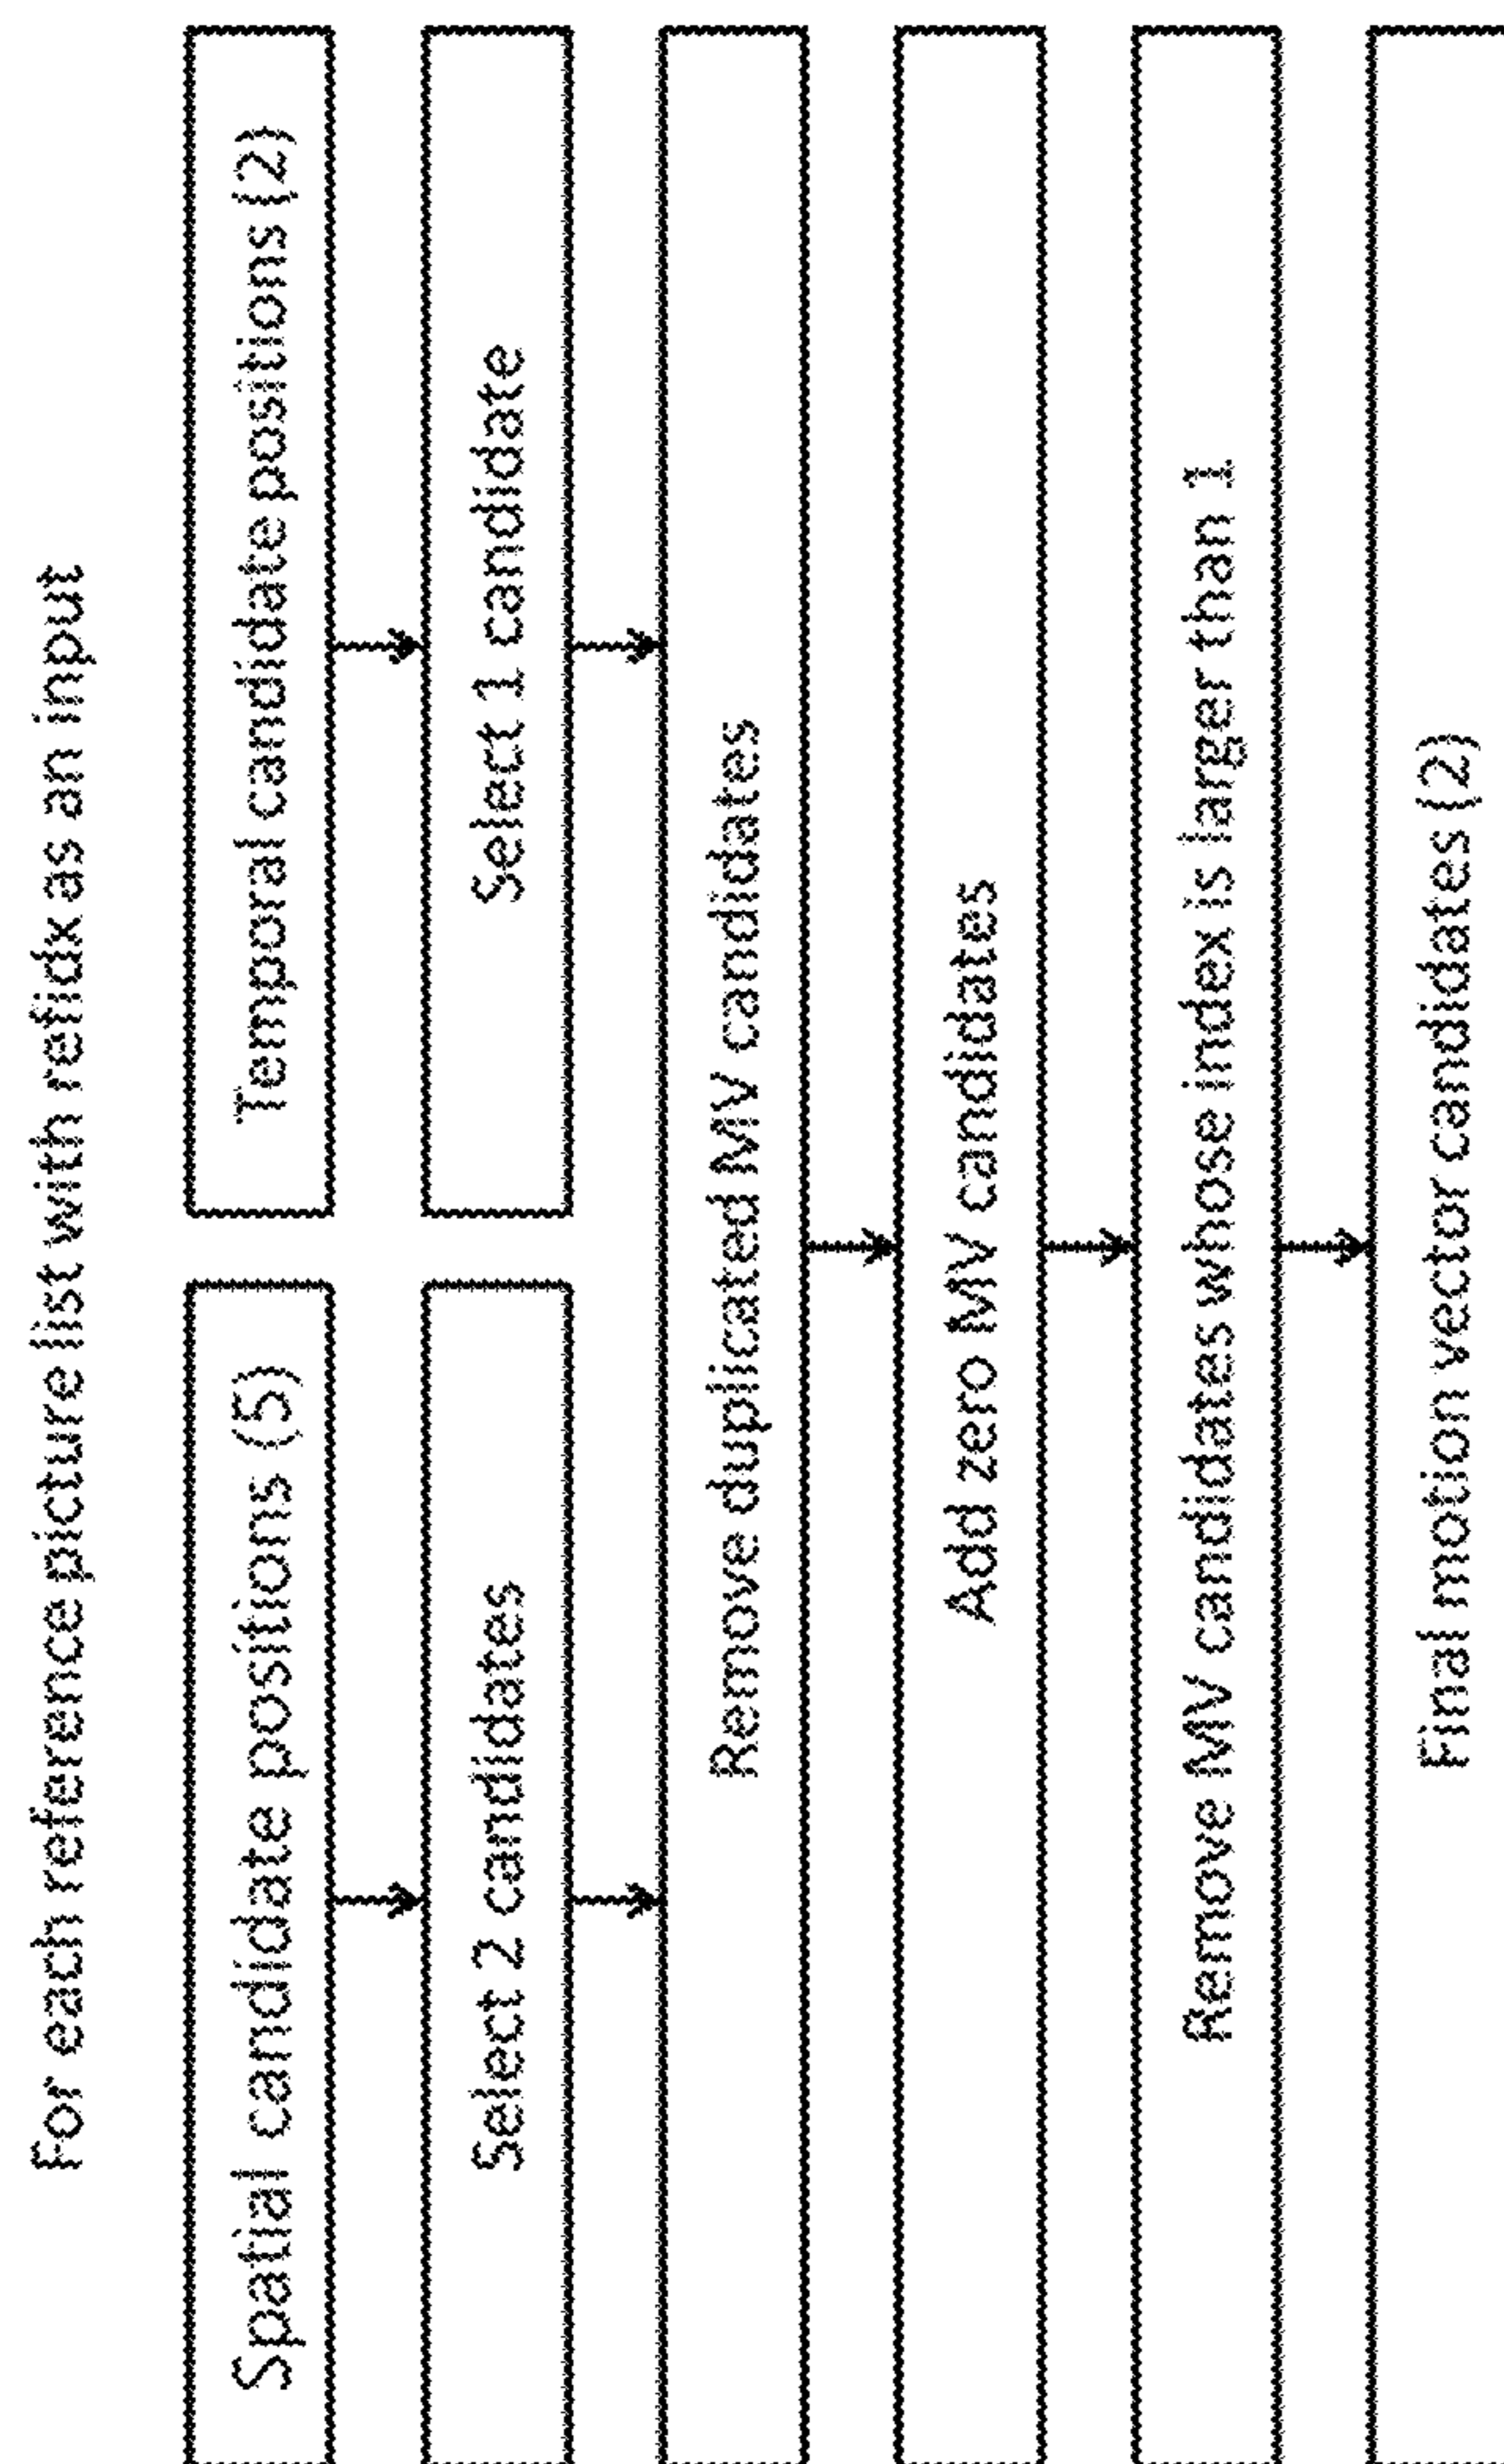 For each reference picture list with refidx as an input
Spatial candidate positions (5)
Temporal candidate positions (2)
Select 2 candidates
Select 1 candidate
Remove duplicated MV candidates
Add zero MV candidates
Remove MV candidates whose index is larger than 1
Final motion vector candidates (2)